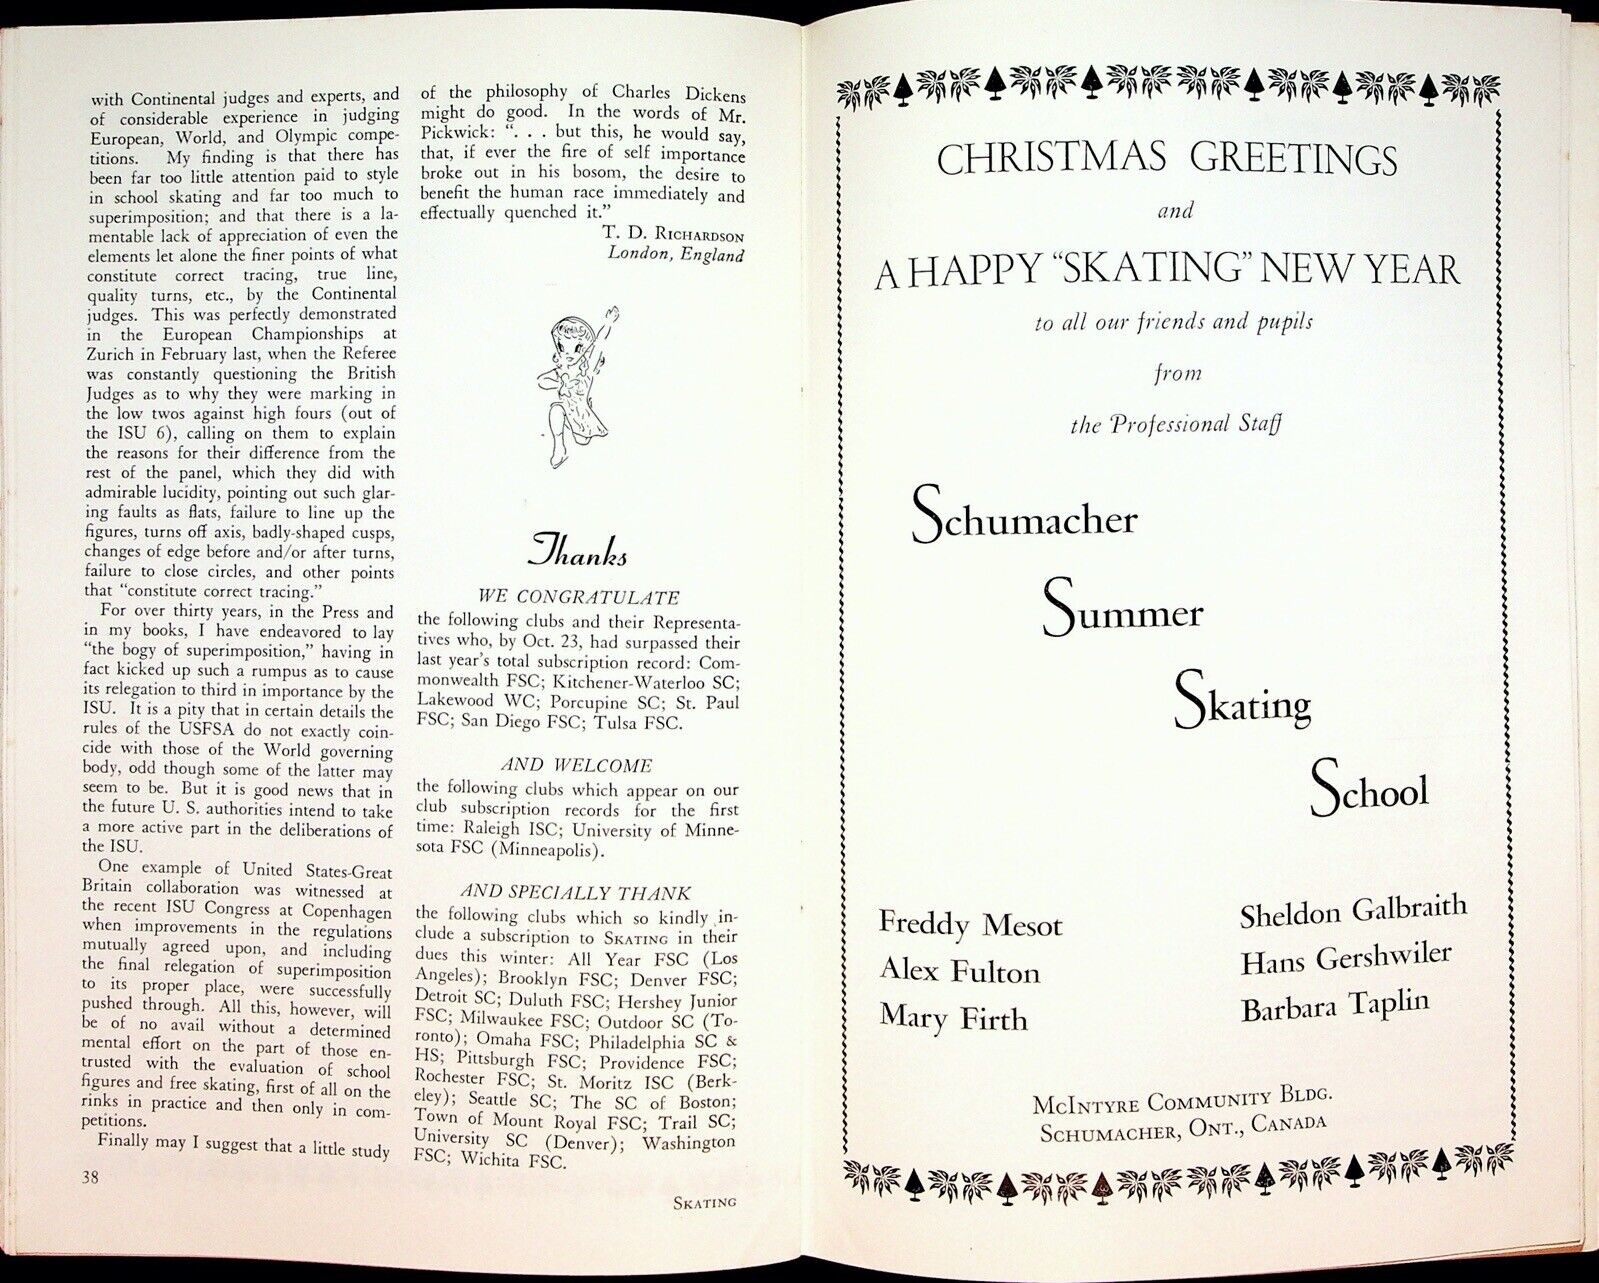 with Continental judges and experts, and
of considerable experience in judging
European, World, and Olympic compe-
titions. My finding is that there has
been far too little attention paid to style
in school skating and far too much to
superimposition; and that there is a la-
mentable lack of appreciation of even the
elements let alone the finer points of what
constitute correct tracing, true line,
quality turns, etc., by the Continental
judges. This was perfectly demonstrated
in the European Championships at
Zurich in February last, when the Referee
was constantly questioning the British
Judges as to why they were marking in
the low twos against high fours (out of
the ISU 6), calling on them to explain
the reasons for their difference from the
rest of the panel, which they did with
admirable lucidity, pointing out such glar-
ing faults as flats, failure to line up the
figures, turns off axis, badly-shaped cusps,
changes of edge before and/or after turns,
failure to close circles, and other points
that "constitute correct tracing."
For over thirty years, in the Press and
in my books, I have endeavored to lay
"the bogy of superimposition," having in
fact kicked up such a rumpus as to cause
its relegation to third in importance by the
ISU. It is a pity that in certain details the
rules of the USFSA do not exactly coin-
cide with those of the World governing
body, odd though some of the latter may
seem to be. But it is good news that in
the future U. S. authorities intend to take
a more active part in the deliberations of
the ISU.
One example of United States-Great
Britain collaboration was witnessed at
the recent ISU Congress at Copenhagen
when improvements in the regulations
mutually agreed upon, and including
the final relegation of superimposition
to its proper place, were successfully
pushed through. All this, however, will
be of no avail without a determined
mental effort on the part of those en-
trusted with the evaluation of school
figures and free skating, first of all on the
rinks in practice and then only in com-
petitions.
Finally may I suggest that a little study
38
of the philosophy of Charles Dickens
might do good. In the words of Mr.
Pickwick: ". . . but this, he would say,
that, if ever the fire of self importance
broke out in his bosom, the desire to
benefit the human race immediately and
effectually quenched it."
T. D. RICHARDSON
London, England
XMAS
Thanks
WE CONGRATULATE
the following clubs and their Representa-
tives who, by Oct. 23, had surpassed their
last year's total subscription record: Com-
monwealth FSC; Kitchener-Waterloo SC;
Lakewood WC; Porcupine SC; St. Paul
FSC; San Diego FSC; Tulsa FSC.
AND WELCOME
the following clubs which appear on our
club subscription records for the first
time: Raleigh ISC; University of Minne-
sota FSC (Minneapolis).
AND SPECIALLY THANK
the following clubs which so kindly in-
clude a subscription to SKATING in their
dues this winter: All Year FSC (Los
Angeles); Brooklyn FSC; Denver FSC;
Detroit SC; Duluth FSC; Hershey Junior
FSC; Milwaukee FSC; Outdoor SC (To-
ronto); Omaha FSC; Philadelphia SC &
HS; Pittsburgh FSC; Providence FSC;
Rochester FSC; St. Moritz ISC (Berk-
eley); Seattle SC; The SC of Boston;
Town of Mount Royal FSC; Trail SC;
University SC (Denver); Washington
FSC; Wichita FSC.
SKATING
CHRISTMAS GREETINGS
and
A HAPPY "SKATING" NEW YEAR
to all our friends and pupils
from
the Professional Staff
Schumacher
Summer
Skating
School
Freddy Mesot
Alex Fulton
Mary Firth
Sheldon Galbraith
Hans Gershwiler
Barbara Taplin
MCINTYRE COMMUNITY BLDG.
SCHUMACHER, ONT., CANADA